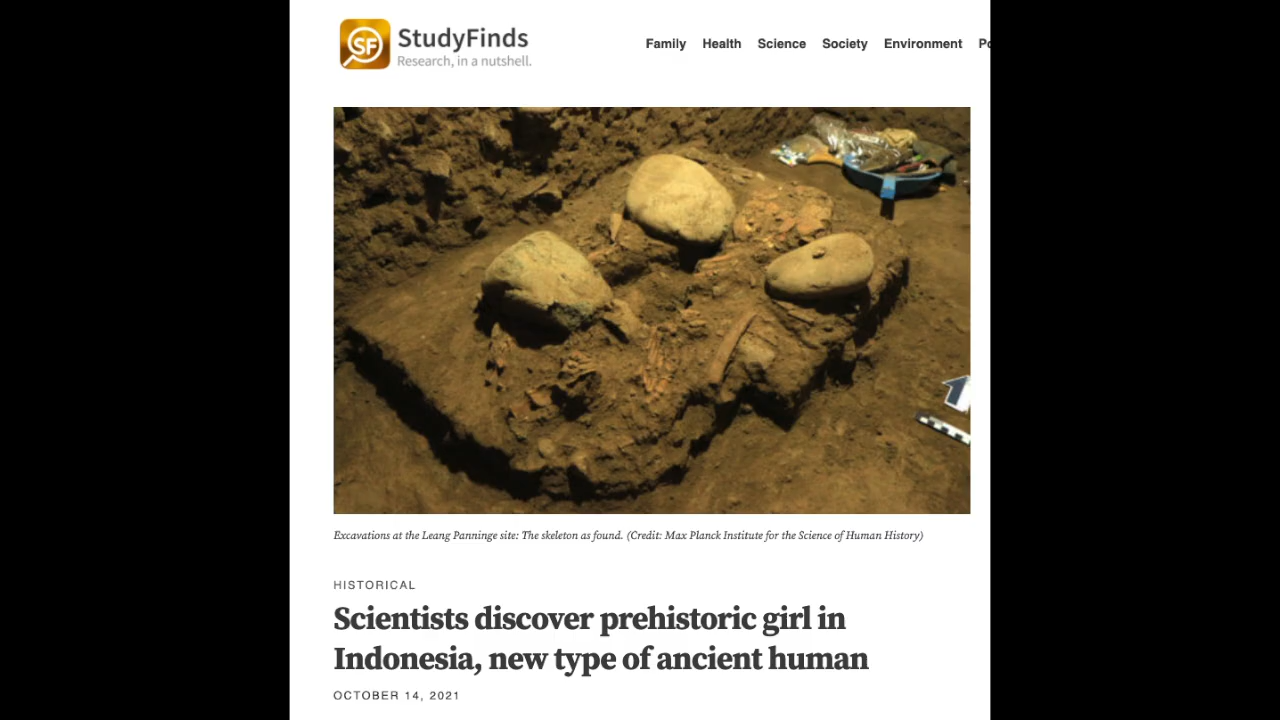 SF
StudyFinds
Research, in a nutshell.
Family Health Science Society Environment
Excavations at the Leang Panninge site: The skeleton as found. (Credit: Max Planck Institute for the Science of Human History)
HISTORICAL
Scientists discover prehistoric girl in
Indonesia, new type of ancient human
OCTOBER 14, 2021